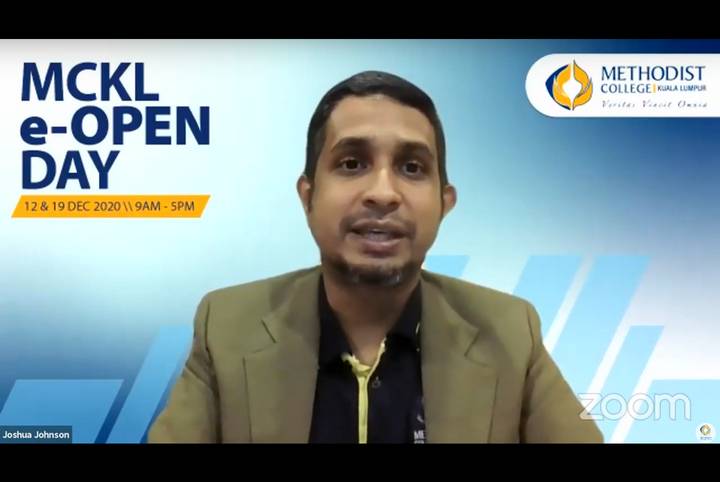 MCKL
e-OPEN
DAY
12 & 19 DEC 2020 \\ 9AM - 5PM
METHODIST
COLLEGE KUALA LUMPUR
Veritas Vincit Omnia
zoom
Joshua Johnson